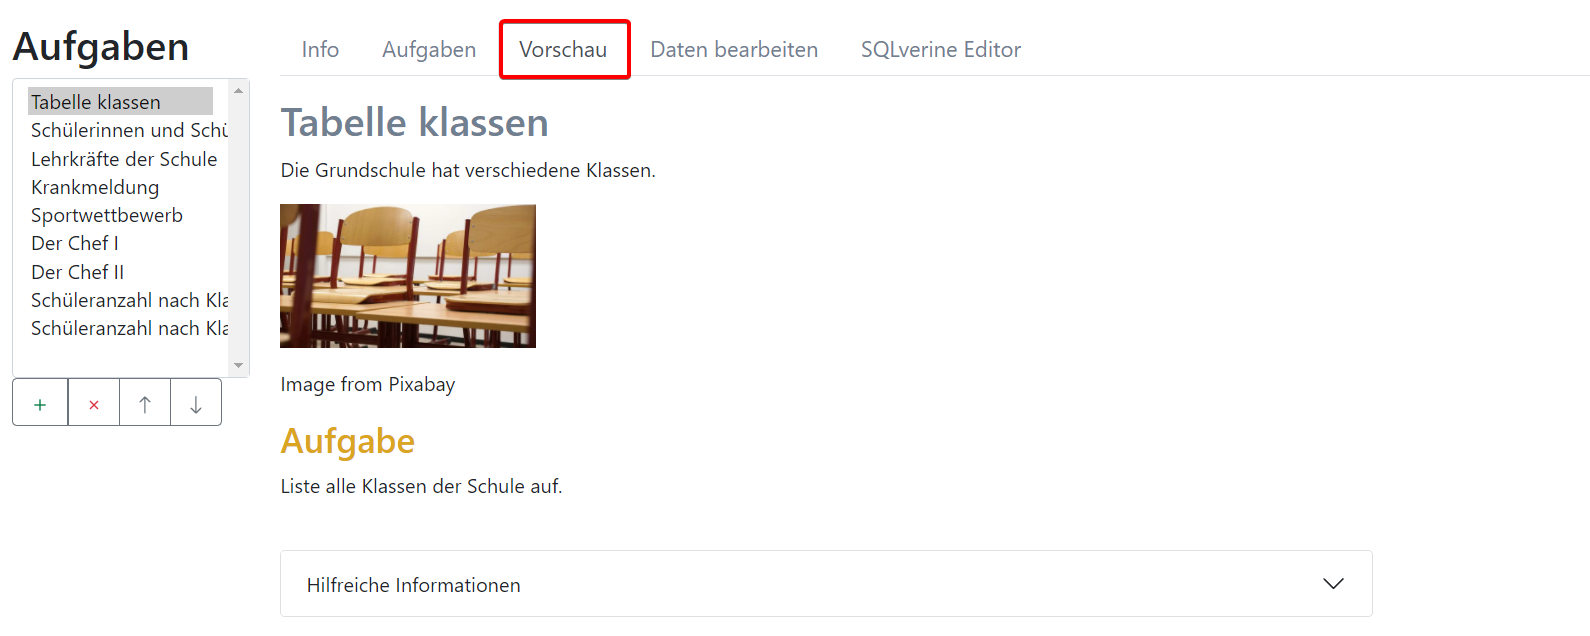 Aufgaben
Tabelle klassen
Schülerinnen und Schü
Lehrkräfte der Schule
Krankmeldung
Sportwettbewerb
Der Chef I
Der Chef II
Schüleranzahl nach Kla
Schüleranzahl nach Kla
Info Aufgaben Vorschau Daten bearbeiten SQLverine Editor
Tabelle klassen
Die Grundschule hat verschiedene Klassen.
Image from Pixabay
Aufgabe
Liste alle Klassen der Schule auf.
Hilfreiche Informationen